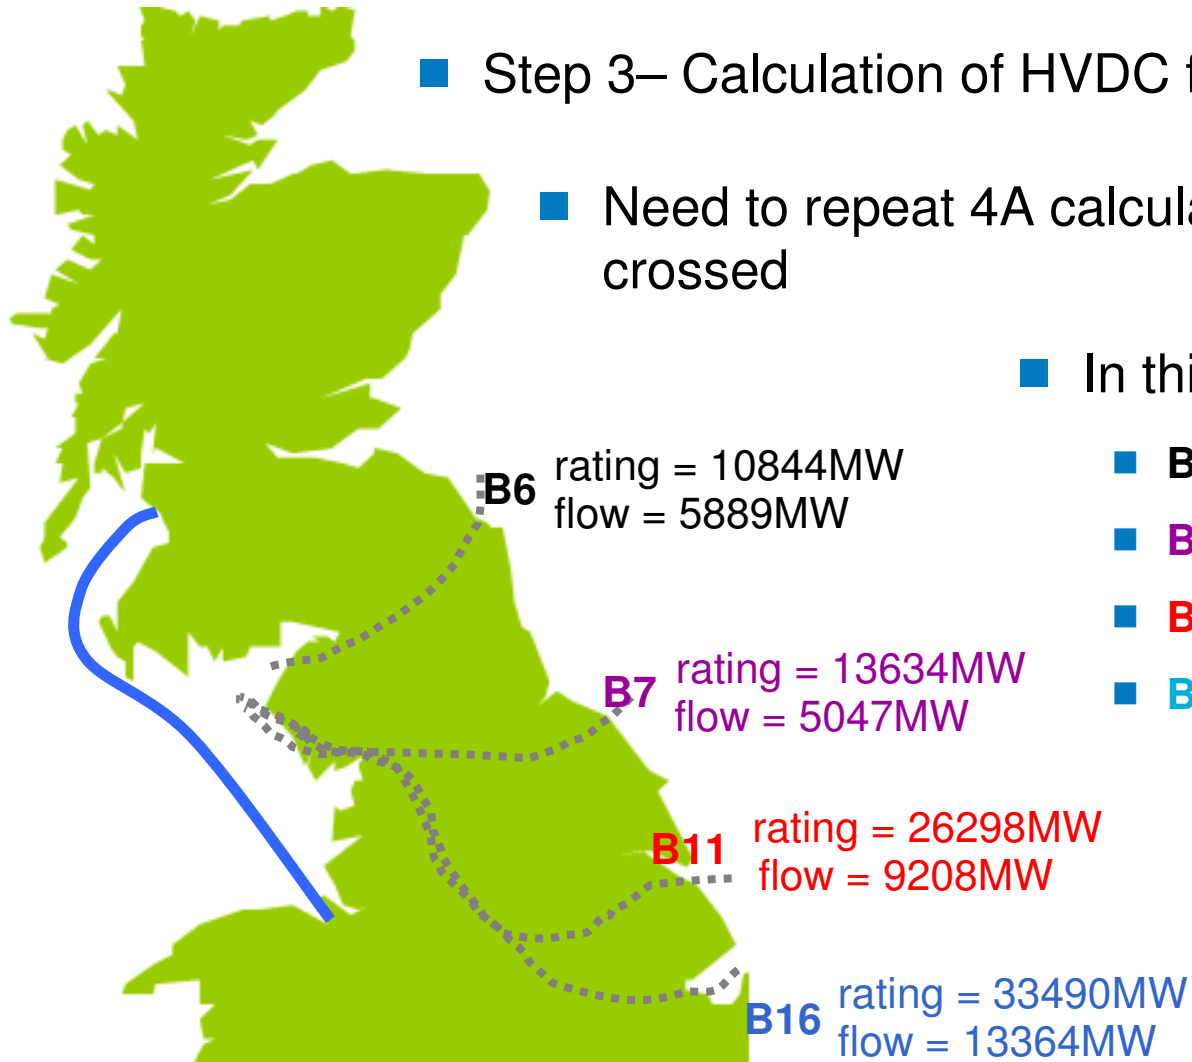 Step 3– Calculation of HVDC f
Need to repeat 4A calcula
crossed
In thi
B6 rating = 10844MW
flow = 5889MW
B
B
B
B
B7 rating = 13634MW
flow = 5047MW
B11 rating = 26298MW
flow = 9208MW
B16 rating = 33490MW
flow = 13364MW